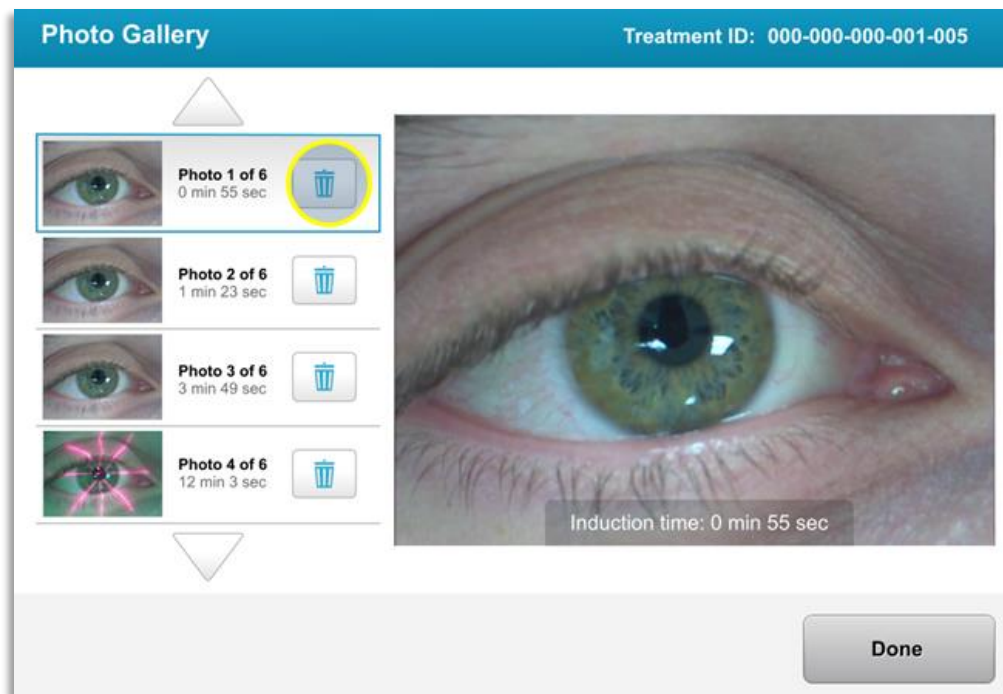 Photo Gallery
Treatment ID: 000-000-000-001-005
Photo 1 of 6
0 min 55 sec
Photo 2 of 6
1 min 23 sec
Photo 3 of 6
3 min 49 sec
Photo 4 of 6
12 min 3 sec
Induction time: 0 min 55 sec
Done